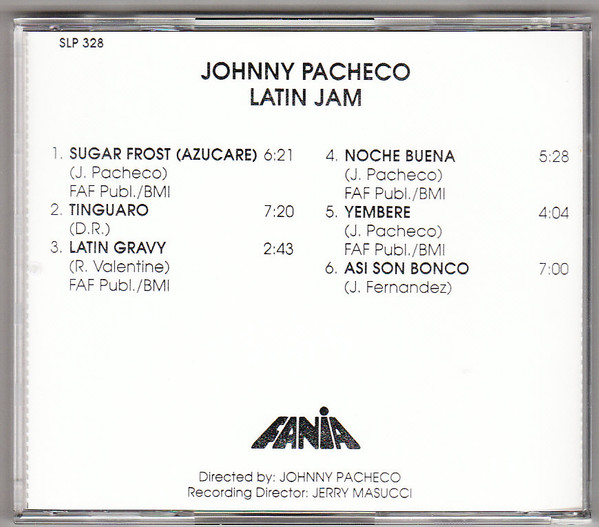 SLP 328
JOHNNY PACHECO
LATIN JAM
1. SUGAR FROST (AZUCARE) 6:21
(J. Pacheco)
FAF Publ./BMI
2. TINGUARO 7:20
(D.R.)
3. LATIN GRAVY 2:43
(R. Valentine)
FAF Publ./BMI
4. NOCHE BUENA 5:28
(J. Pacheco)
FAF Publ./BMI
5. YEMBERE 4:04
(J. Pacheco)
FAF Publ./BMI
6. ASI SON BONCO 7:00
(J. Fernandez)
FANIA
Directed by: JOHNNY PACHECO
Recording Director: JERRY MASUCCI